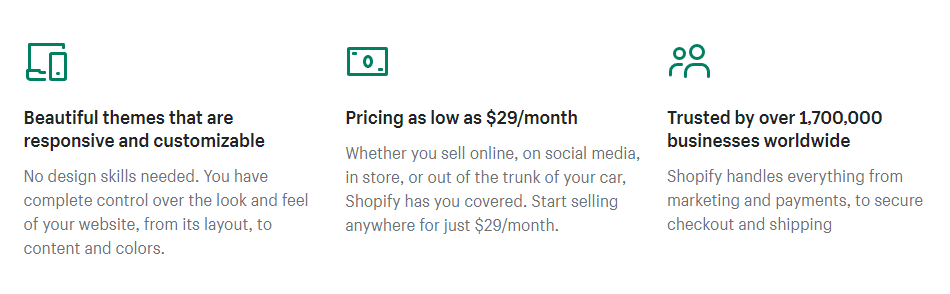 Beautiful themes that are
responsive and customizable
No design skills needed. You have
complete control over the look and feel
of your website, from its layout, to
content and colors.
Pricing as low as $29/month
Whether you sell online, on social media,
in store, or out of the trunk of your car,
Shopify has you covered. Start selling
anywhere for just $29/month.
Trusted by over 1,700,000
businesses worldwide
Shopify handles everything from
marketing and payments, to secure
checkout and shipping